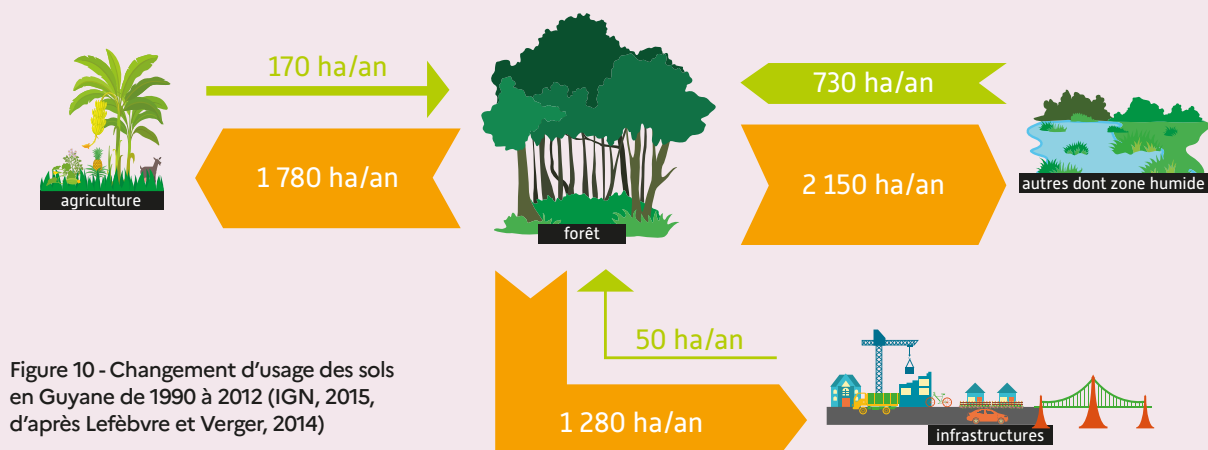 170 ha/an
1 780 ha/an
agriculture
forêt
730 ha/an
2 150 ha/an
autres dont zone humide
50 ha/an
1 280 ha/an
infrastructures
Figure 10 - Changement d'usage des sols
en Guyane de 1990 à 2012 (IGN, 2015,
d'après Lefèbvre et Verger, 2014)